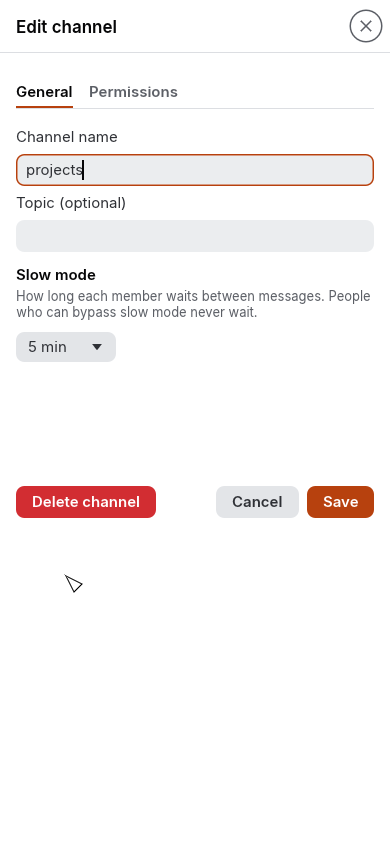 Edit channel
General Permissions
Channel name
projects
Topic (optional)
Slow mode
How long each member waits between messages. People
who can bypass slow mode never wait.
5 min
Delete channel Cancel Save